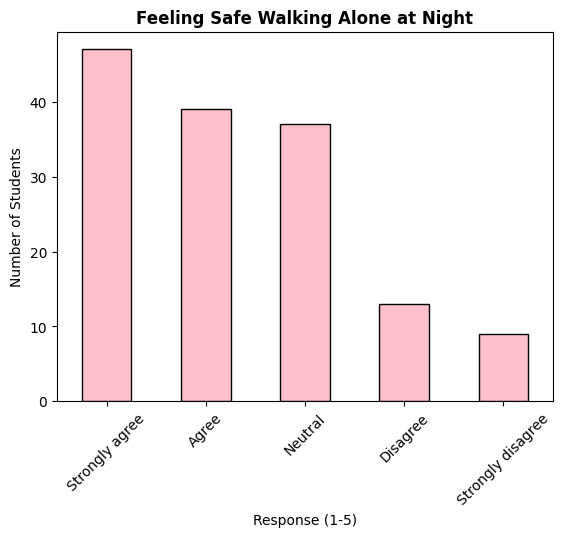 Feeling Safe Walking Alone at Night
Number of Students
40
30
20
10
0
Strongly agree
Agree
Neutral
Disagree
Strongly disagree
Response (1-5)